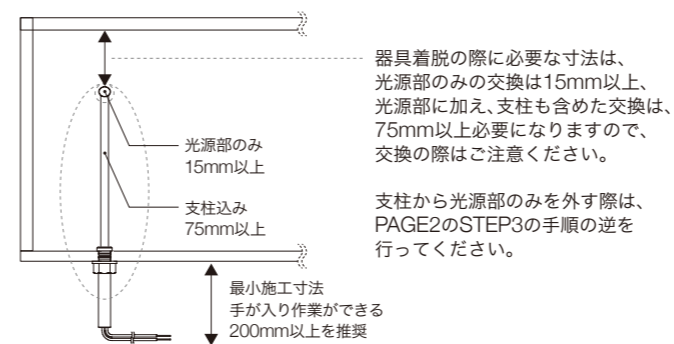 器具着脱の際に必要な寸法は、
光源部のみの交換は15mm以上、
光源部に加え、支柱も含めた交換は、
75mm以上必要になりますので、
交換の際はご注意ください。
支柱から光源部のみを外す際は、
PAGE2のSTEP3の手順の逆を
行ってください。
光源部のみ
15mm以上
支柱込み
75mm以上
最小施工寸法
手が入り作業ができる
200mm以上を推奨